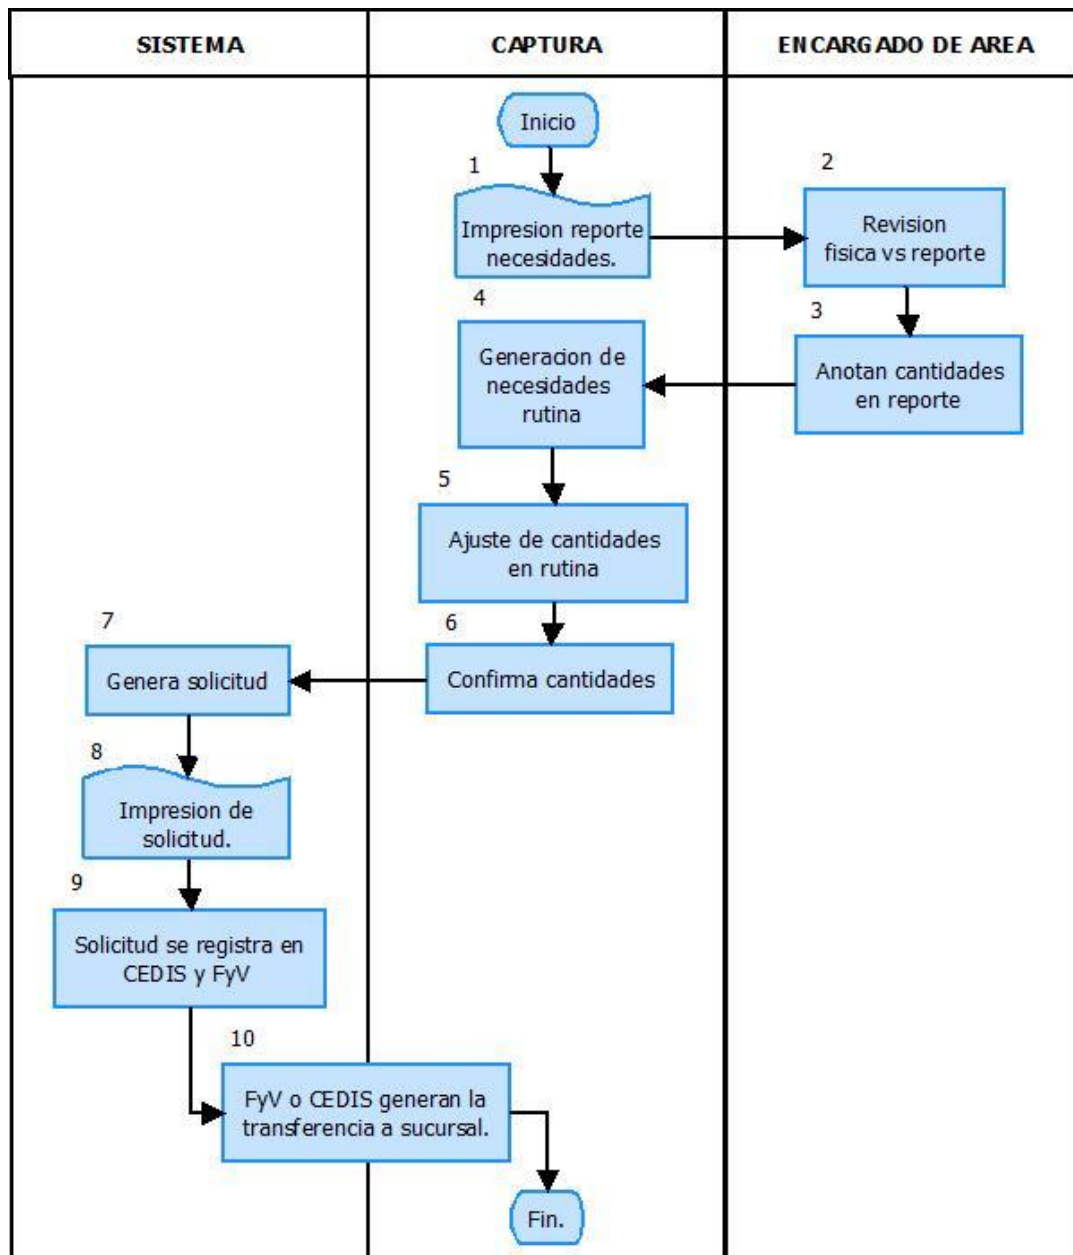 SISTEMA
CAPTURA
ENCARGADO DE AREA
Inicio
1
Impresion reporte
necesidades.
2
Revision
fisica vs reporte
3
Anotan cantidades
en reporte
4
Generacion de
necesidades
rutina
5
Ajuste de cantidades
en rutina
6
Confirma cantidades
7
Genera solicitud
8
Impresion de
solicitud.
9
Solicitud se registra en
CEDIS y FyV
10
FyV o CEDIS generan la
transferencia a sucursal.
Fin.